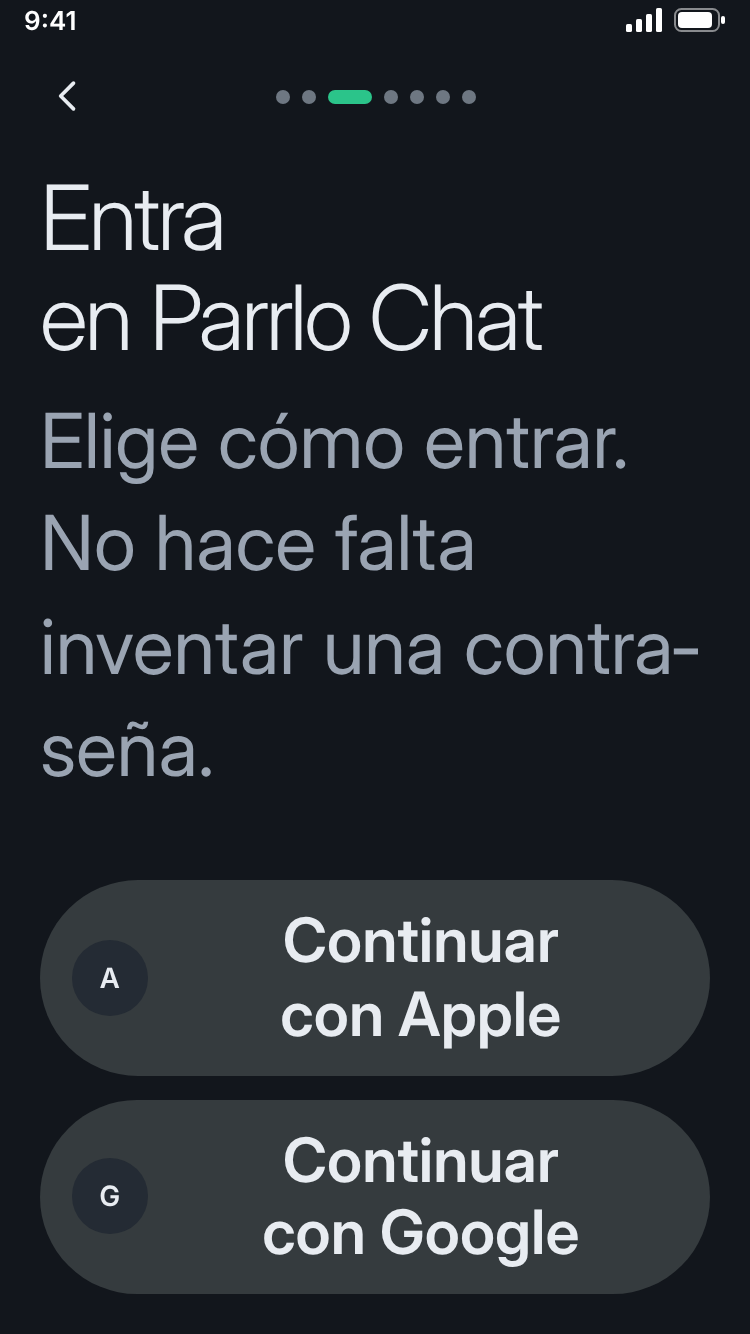 9:41
Entra
en Parrlo Chat
Elige cómo entrar.
No hace falta
inventar una contra-
seña.
A
Continuar
con Apple
G
Continuar
con Google